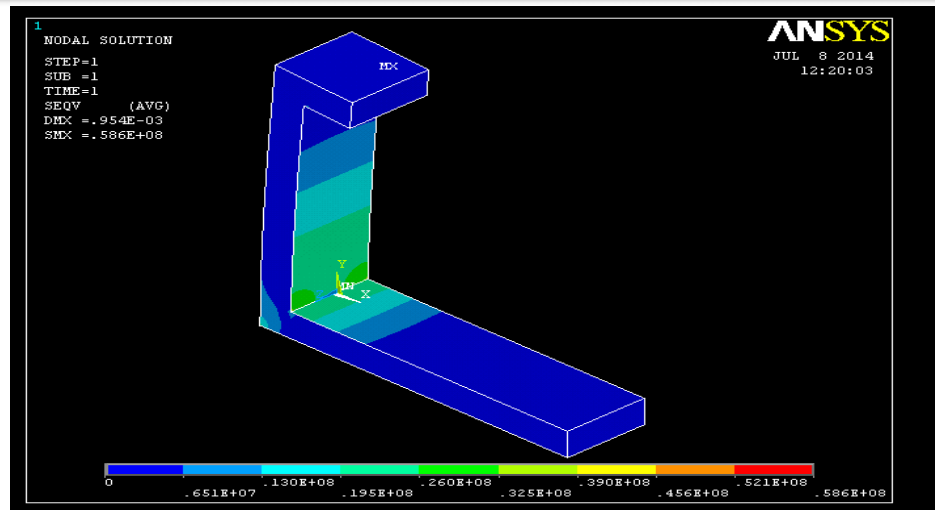 1
NODAL SOLUTION
STEP=1
SUB =1
TIME=1
SEQV (AVG)
DMX =.954E-03
SMX =.586E+08
ANSYS
JUL 8 2014
12:20:03
MX
Y
MN
X
0 .130E+08 .260E+08 .390E+08 .521E+08
.651E+07 .195E+08 .325E+08 .456E+08 .586E+08